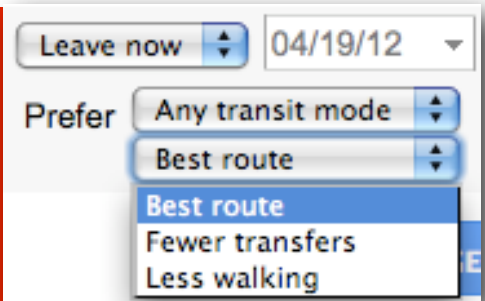 Leave now 04/19/12
Prefer Any transit mode
Best route
Best route
Fewer transfers
Less walking